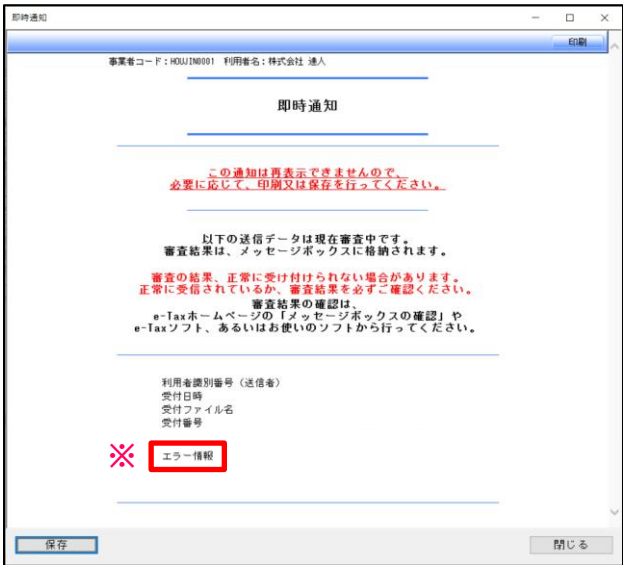 即時通知
印刷
事業者コード：HOUJIN0001 利用者名：株式会社 達人
即時通知
この通知は再表示できませんので、
必要に応じて、印刷又は保存を行ってください。
以下の送信データは現在審査中です。
審査結果は、メッセージボックスに格納されます。
審査の結果、正常に受け付けられない場合があります。
正常に受信されているか、審査結果を必ずご確認ください。
審査結果の確認は、
e-Taxホームページの「メッセージボックスの確認」や
e-Taxソフト、あるいはお使いのソフトから行ってください。
利用者識別番号（送信者）
受付日時
受付ファイル名
受付番号
※ エラー情報
保存 閉じる